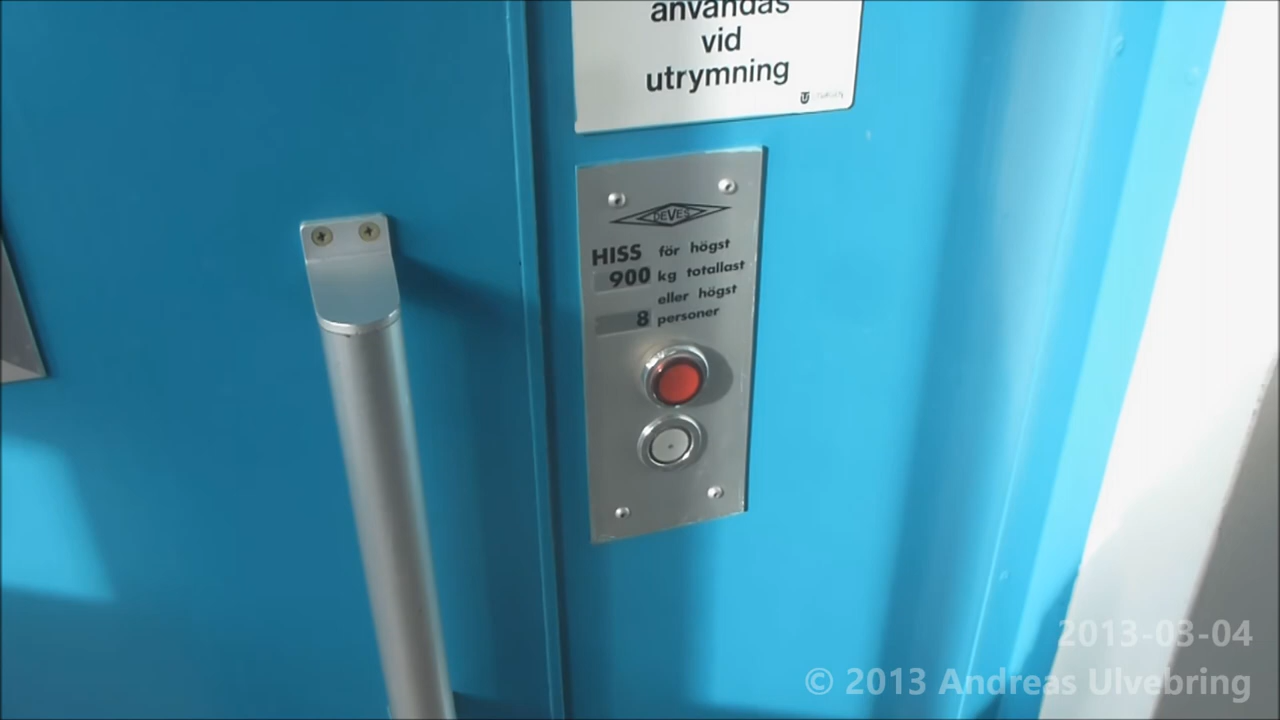 användas
vid
utrymning
DEVES
HISS för högst
900 kg totallast
eller högst
8 personer
2013-03-04
© 2013 Andreas Ulvebring